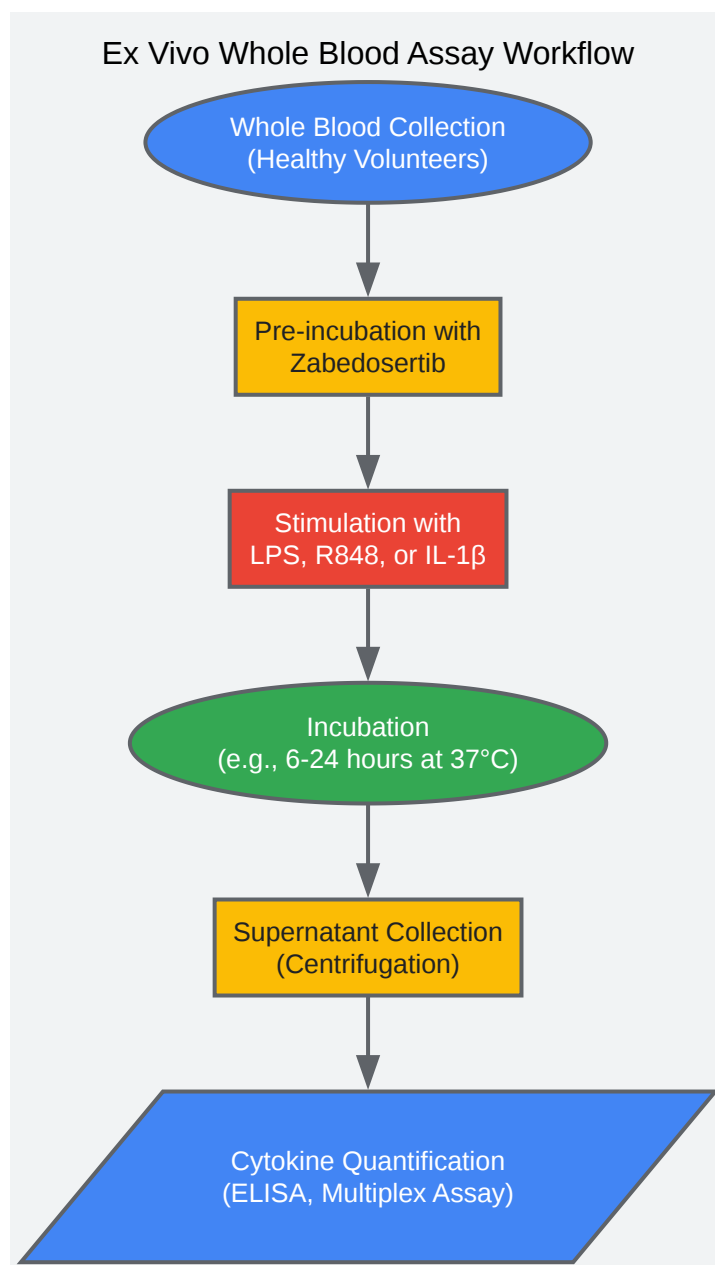 Ex Vivo Whole Blood Assay Workflow
Whole Blood Collection
(Healthy Volunteers)
Pre-incubation with
Zabedosertib
Stimulation with
LPS, R848, or IL-1β
Incubation
(e.g., 6-24 hours at 37°C)
Supernatant Collection
(Centrifugation)
Cytokine Quantification
(ELISA, Multiplex Assay)